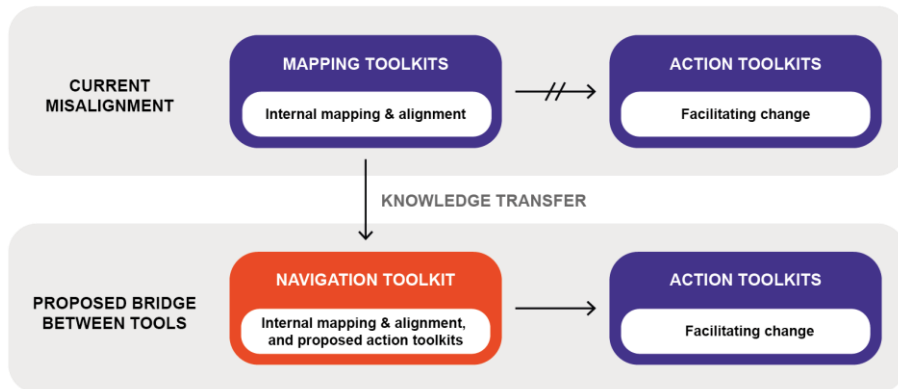 CURRENT
MISALIGNMENT
MAPPING TOOLKITS
Internal mapping & alignment
ACTION TOOLKITS
Facilitating change
KNOWLEDGE TRANSFER
PROPOSED BRIDGE
BETWEEN TOOLS
NAVIGATION TOOLKIT
Internal mapping & alignment,
and proposed action toolkits
ACTION TOOLKITS
Facilitating change